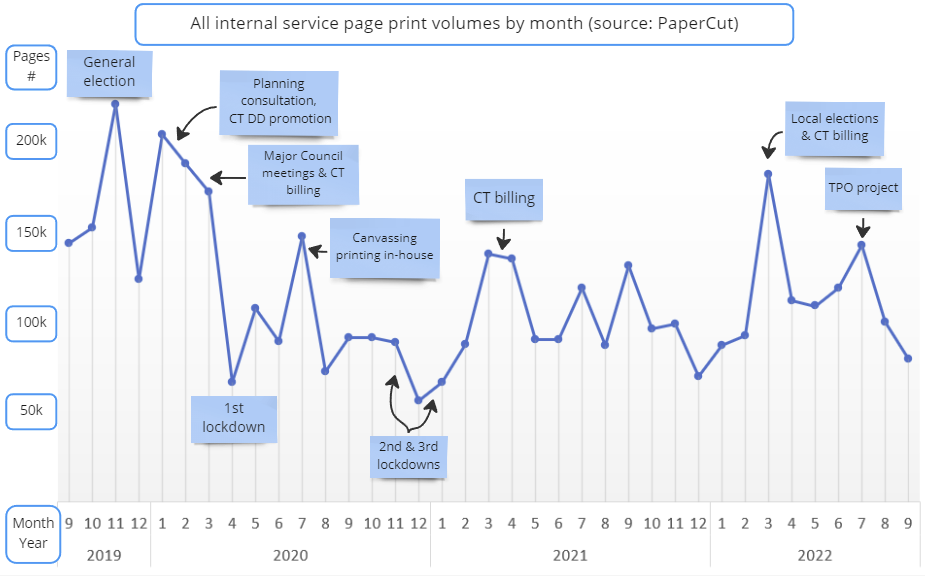 All internal service page print volumes by month (source: PaperCut)
Pages
#
200k
150k
100k
50k
General
election
Planning
consultation,
CT DD promotion
Major Council
meetings & CT
billing
Canvassing
printing in-house
1st
lockdown
2nd & 3rd
lockdowns
CT billing
Local elections
& CT billing
TPO project
Month
Year
9 10 11 12 1 2 3 4 5 6 7 8 9 10 11 12 1 2 3 4 5 6 7 8 9 10 11 12 1 2 3 4 5 6 7 8 9
2019 2020 2021 2022